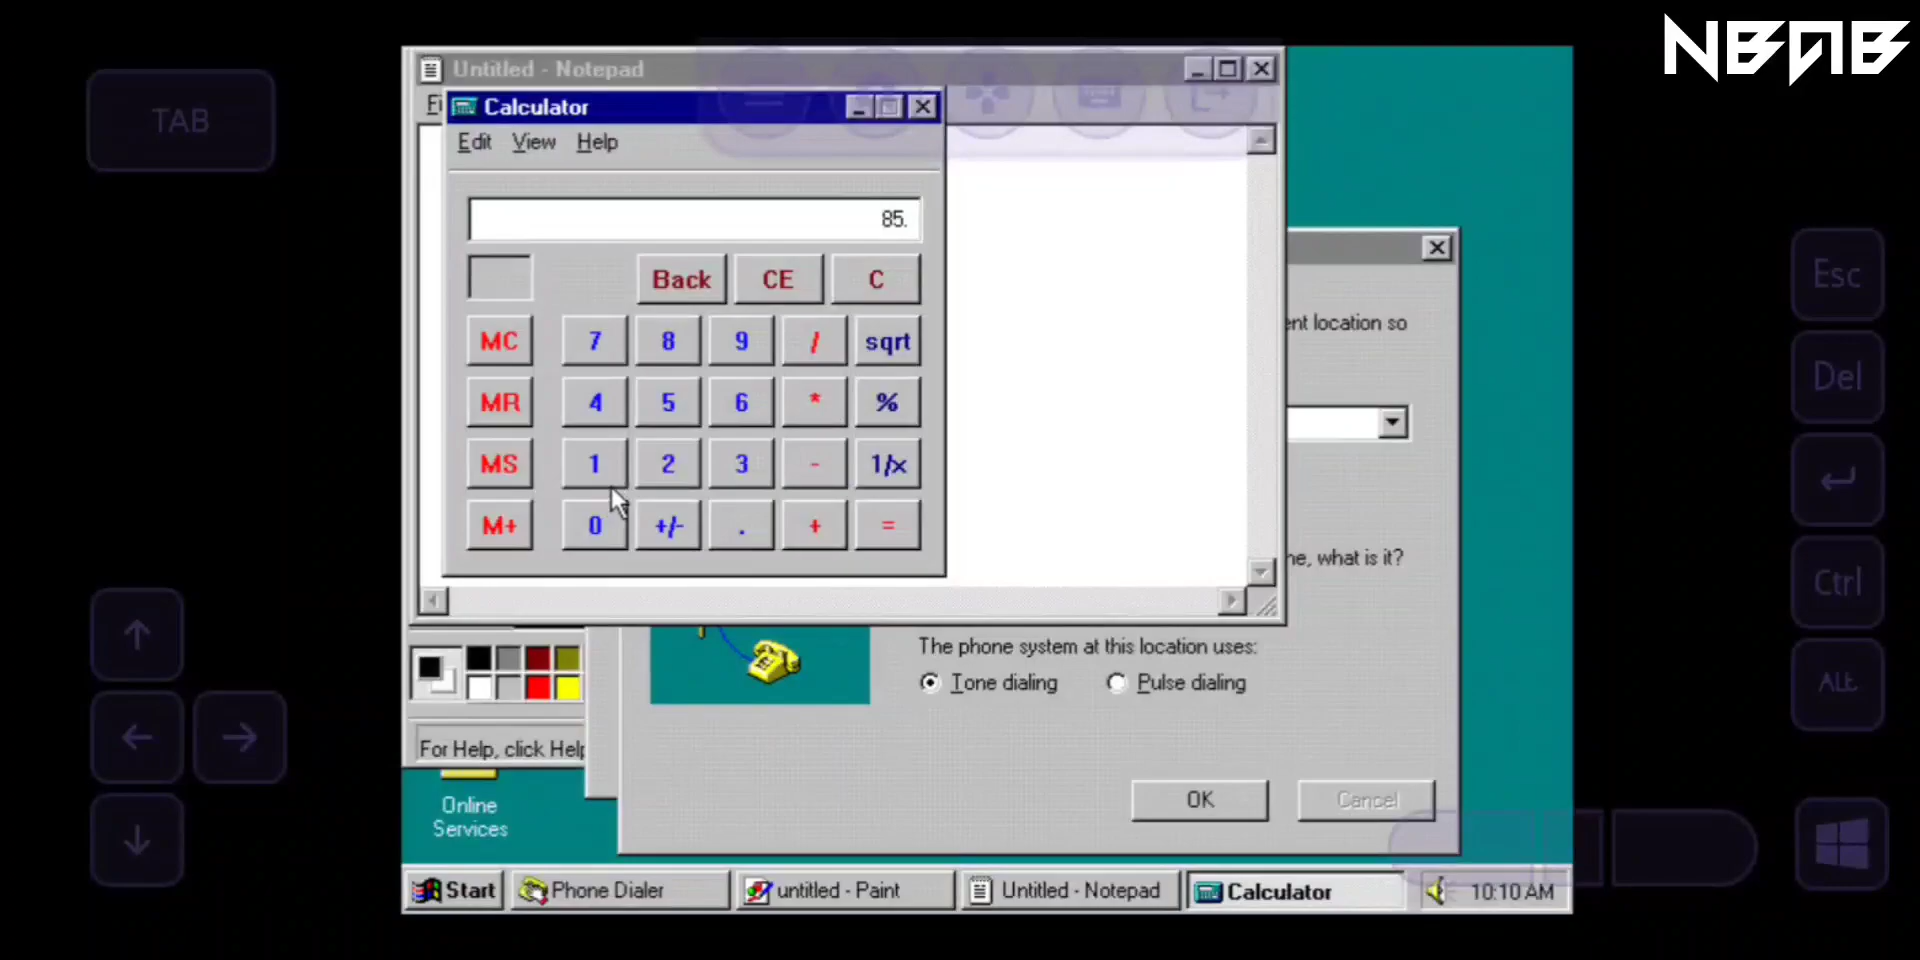 NBAB
TAB
Untitled - Notepad
Fi
Calculator
Edit View Help
85.
Back CE C
MC 7 8 9 / sqrt
MR 4 5 6 * %
MS 1 2 3 - 1/x
M+ 0 +/- . + =
ent location so
ne, what is it?
The phone system at this location uses:
Tone dialing Pulse dialing
OK Cancel
For Help, click Help
Online
Services
Start Phone Dialer untitled - Paint Untitled - Notepad Calculator 10:10 AM
Esc
Del
Ctrl
ALt